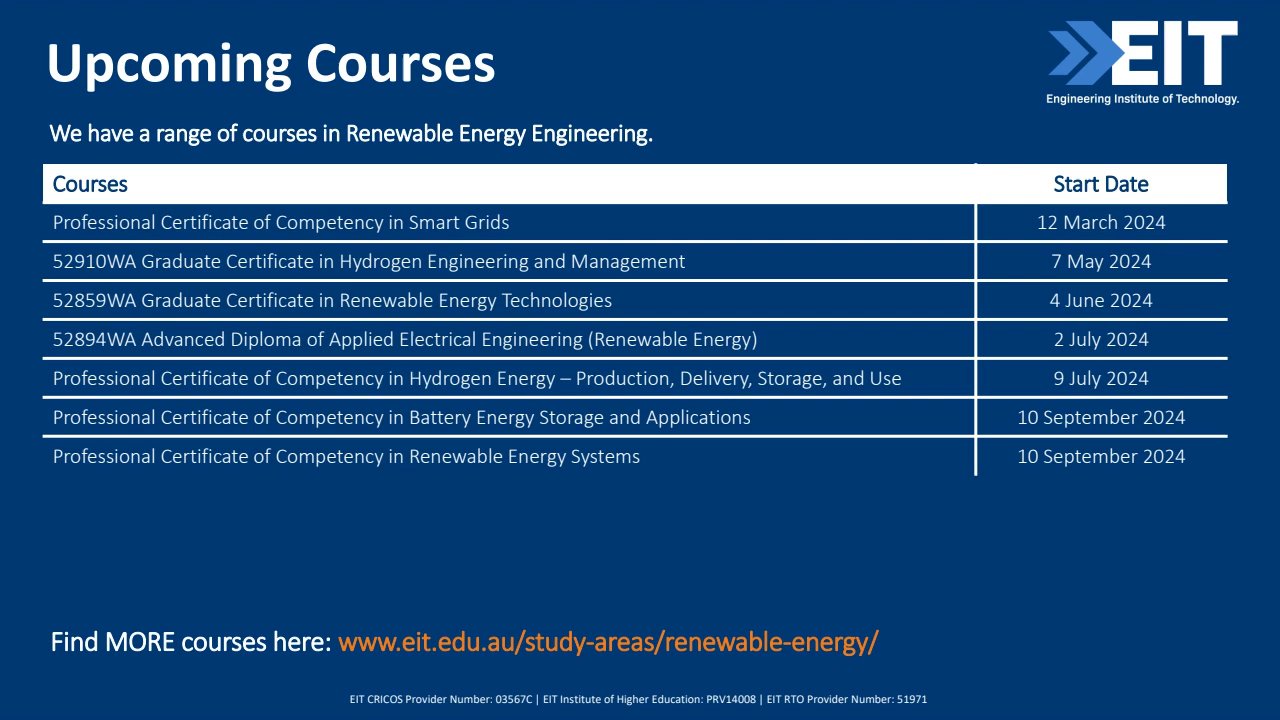 Upcoming Courses
EIT
Engineering Institute of Technology.
We have a range of courses in Renewable Energy Engineering.
Courses Start Date
Professional Certificate of Competency in Smart Grids 12 March 2024
52910WA Graduate Certificate in Hydrogen Engineering and Management 7 May 2024
52859WA Graduate Certificate in Renewable Energy Technologies 4 June 2024
52894WA Advanced Diploma of Applied Electrical Engineering (Renewable Energy) 2 July 2024
Professional Certificate of Competency in Hydrogen Energy – Production, Delivery, Storage, and Use 9 July 2024
Professional Certificate of Competency in Battery Energy Storage and Applications 10 September 2024
Professional Certificate of Competency in Renewable Energy Systems 10 September 2024
Find MORE courses here: www.eit.edu.au/study-areas/renewable-energy/
EIT CRICOS Provider Number: 03567C | EIT Institute of Higher Education: PRV14008 | EIT RTO Provider Number: 51971